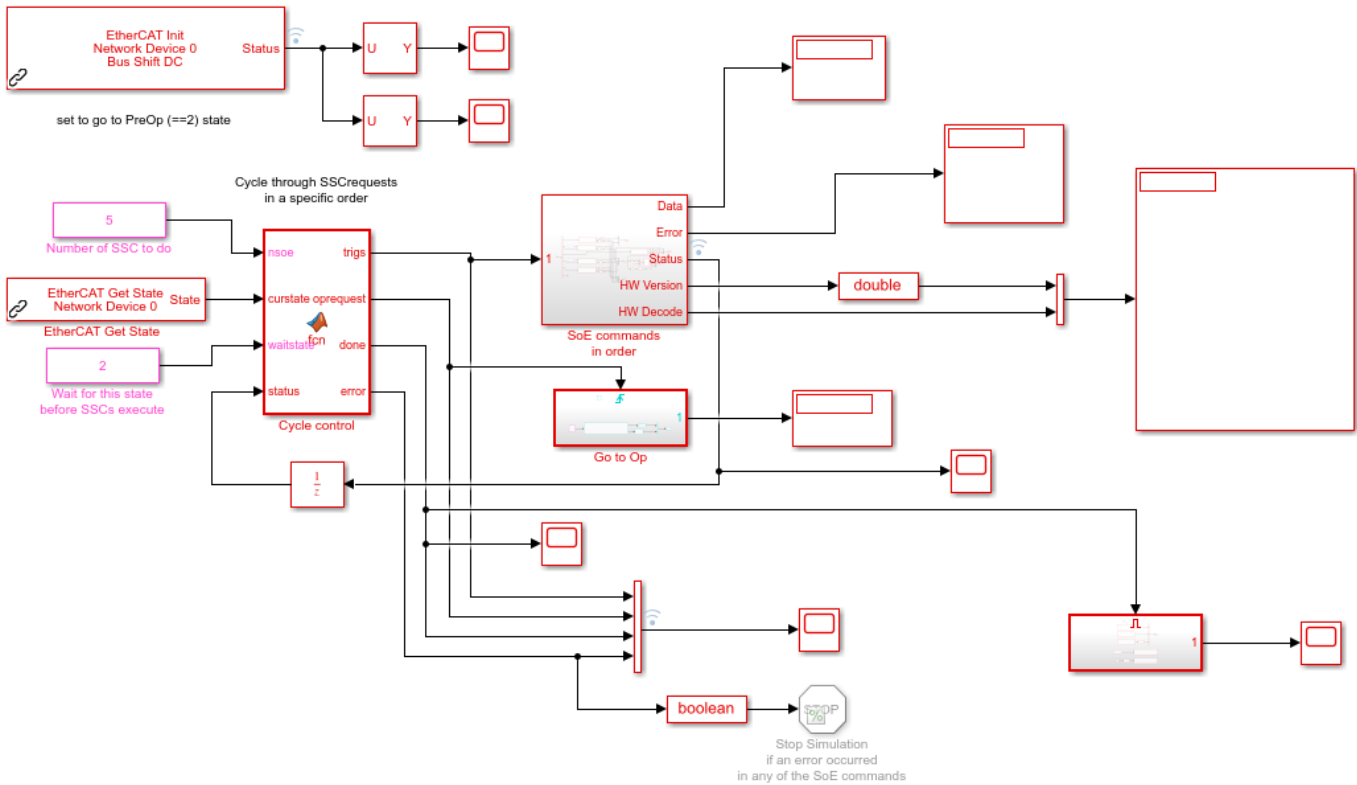 EtherCAT Init
Network Device 0
Bus Shift DC
Status
U Y
U Y
set to go to PreOp (==2) state
Cycle through SSCrequests
in a specific order
5
Number of SSC to do
EtherCAT Get State
Network Device 0
State
EtherCAT Get State
2
Wait for this state
before SSCs execute
nsoe
trigs
curstate
oprequest
fcn
waitstate
done
status
error
Cycle control
1
z
1
Data
Error
Status
HW Version
HW Decode
SoE commands
in order
double
1
Go to Op
1
boolean
STOP
%
Stop Simulation
if an error occurred
in any of the SoE commands